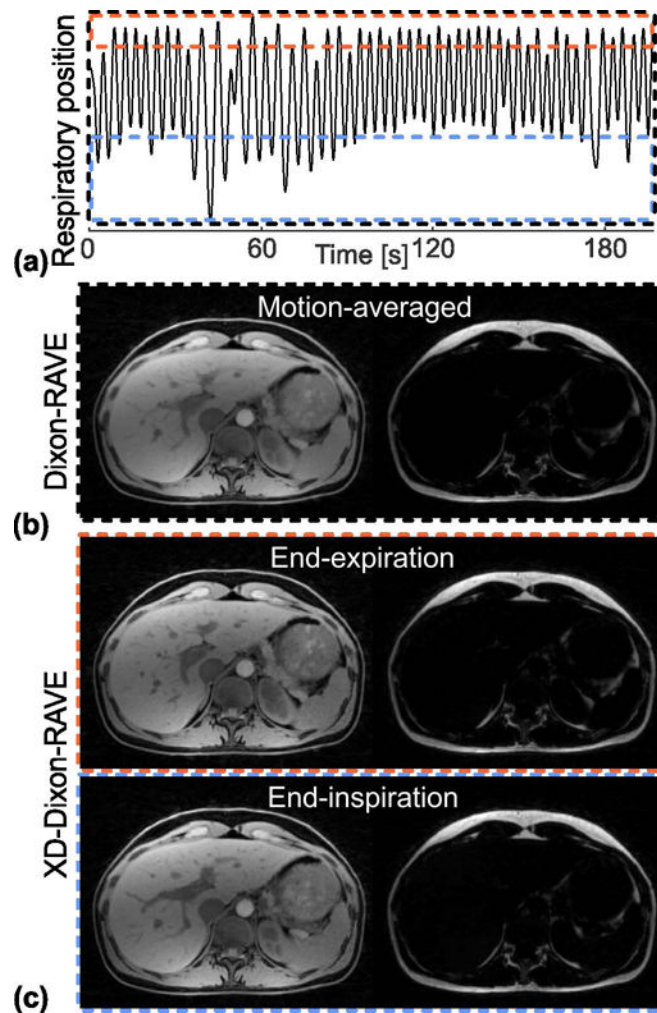 (a)
Respiratory position
0
60
120
180
Time [s]
(b)
Dixon-RAVE
Motion-averaged
XD-Dixon-RAVE
End-expiration
End-inspiration
(c)